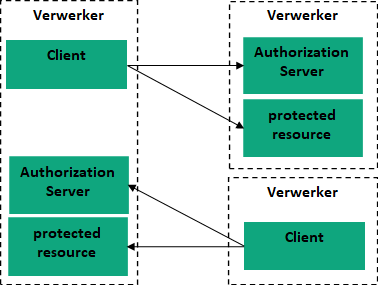 Verwerker
Client
Authorization
Server
protected
resource
Verwerker
Authorization
Server
protected
resource
Verwerker
Client